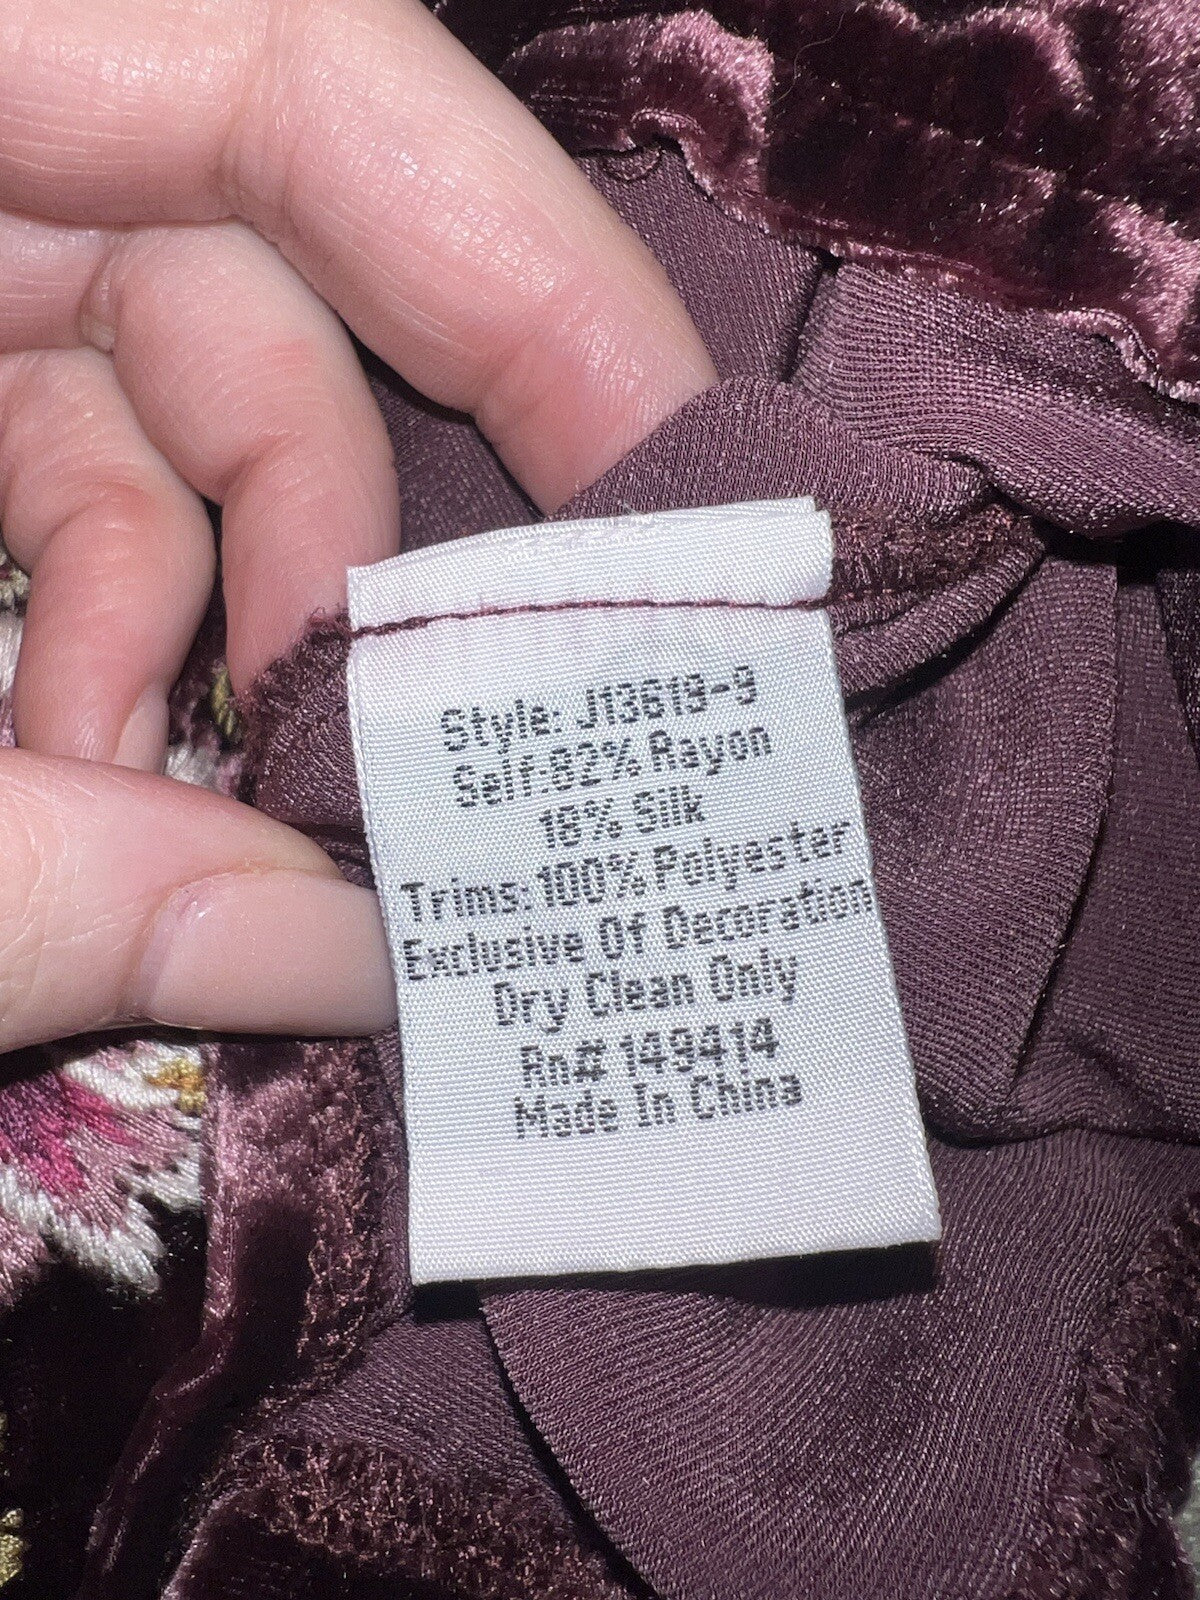 Style: J13619-9
Self:82% Rayon
18% Silk
Trims:100% Polyester
Exclusive Of Decoration
Dry Clean Only
Rn# 149414
Made In China